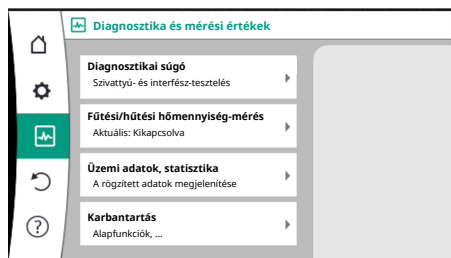 Diagnosztika és mérési értékek
Diagnosztikai súgó
Szivattyú- és interfész-tesztelés
Fűtési/hűtési hőmennyiség-mérés
Aktuális: Kikapcsolva
Üzemi adatok, statisztika
A rögzített adatok megjelenítése
Karbantartás
Alapfunkciók, ...